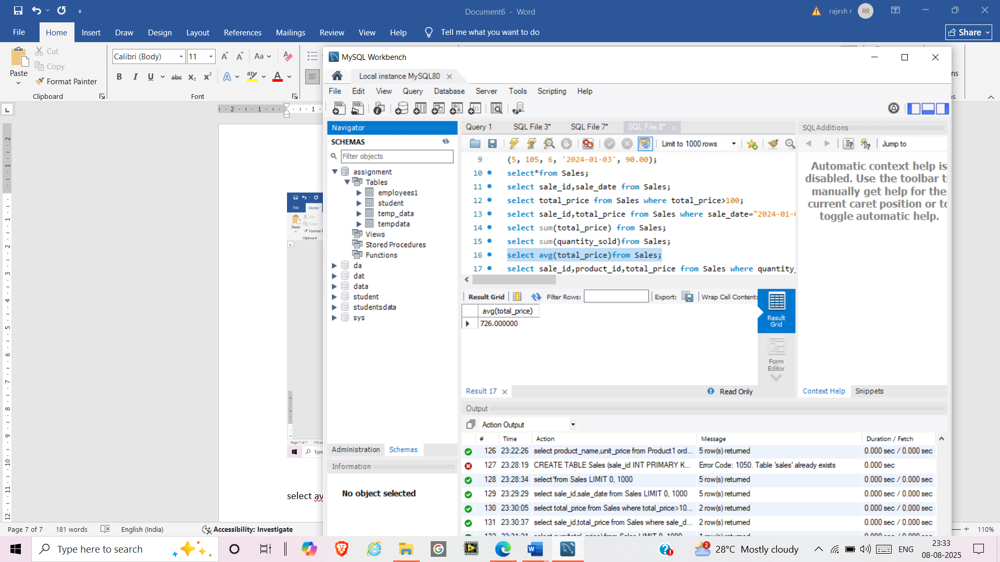 Document6 - Word
rajesh r
RR
File
Home
Insert
Draw
Design
Layout
References
Mailings
Review
View
Help
Tell me what you want to do
Share
Paste
Cut
Copy
Format Painter
Clipboard
Calibri (Body)
11
Font
MySQL Workbench
Local instance MySQL80
File
Edit
View
Query
Database
Server
Tools
Scripting
Help
Navigator
SCHEMAS
Filter objects
assignment
Tables
employees1
student
temp_data
tempdata
Views
Stored Procedures
Functions
da
dat
data
student
studentsdata
sys
Administration
Schemas
Information
No object selected
Query 1
SQL File 3*
SQL File 7*
SQL File 8*
Limit to 1000 rows
9 (5, 105, 6, '2024-01-03', 90.00);
10 select*from Sales;
11 select sale_id,sale_date from Sales;
12 select total_price from Sales where total_price>100;
13 select sale_id,total_price from Sales where sale_date="2024-01-
14 select sum(total_price) from Sales;
15 select sum(quantity_sold)from Sales;
16 select avg(total_price)from Sales;
17 select sale_id,product_id,total_price from Sales where quantity_
Result Grid
Filter Rows:
Export:
Wrap Cell Content:
avg(total_price)
726.000000
Result Grid
Form Editor
Result 17
Read Only
SQLAdditions
Jump to
Automatic context help is
disabled. Use the toolbar t
manually get help for the
current caret position or to
toggle automatic help.
Context Help
Snippets
Output
Action Output
# Time Action Message Duration / Fetch
126 23:22:26 select product_name,unit_price from Product1 ord... 5 row(s) returned 0.000 sec / 0.000 sec
127 23:28:19 CREATE TABLE Sales (sale_id INT PRIMARY K... Error Code: 1050. Table 'sales' already exists 0.000 sec
128 23:28:34 select*from Sales LIMIT 0, 1000 5 row(s) returned 0.000 sec / 0.000 sec
129 23:29:29 select sale_id,sale_date from Sales LIMIT 0, 1000 5 row(s) returned 0.000 sec / 0.000 sec
130 23:30:05 select total_price from Sales where total_price>10... 2 row(s) returned 0.000 sec / 0.000 sec
131 23:30:37 select sale_id,total_price from Sales where sale_d... 2 row(s) returned 0.000 sec / 0.000 sec
select av
Page 7 of 7
181 words
English (India)
Accessibility: Investigate
110%
Type here to search
28°C Mostly cloudy
ENG
23:33
08-08-2025